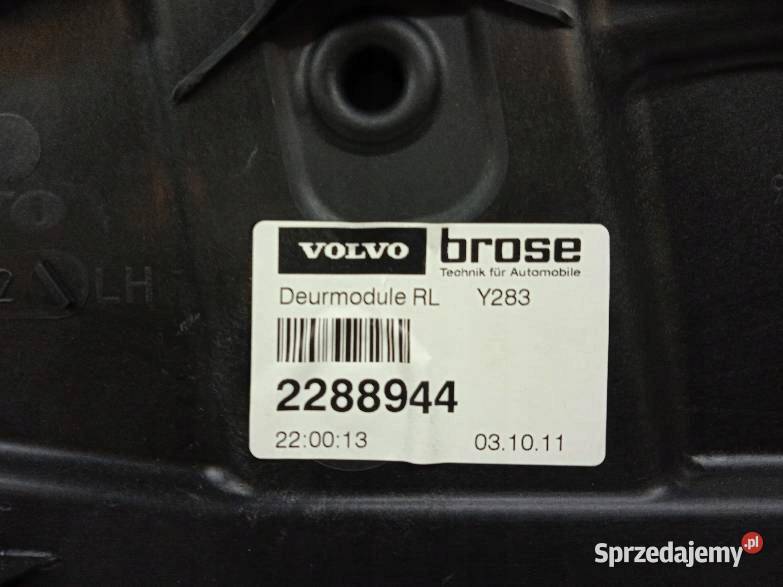 VOLVO brose
Technik für Automobile
Deurmodule RL Y283
2288944
22:00:13 03.10.11
LH
Sprzedajemy.pl